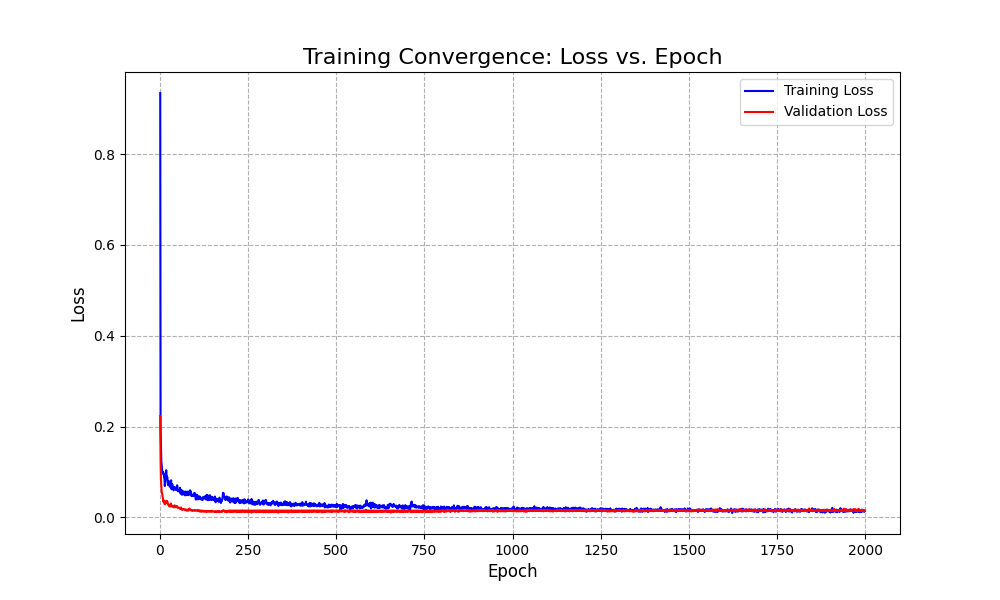 Training Convergence: Loss vs. Epoch
Training Loss
Validation Loss
0.8
0.6
0.4
0.2
0.0
Loss
0 250 500 750 1000 1250 1500 1750 2000
Epoch